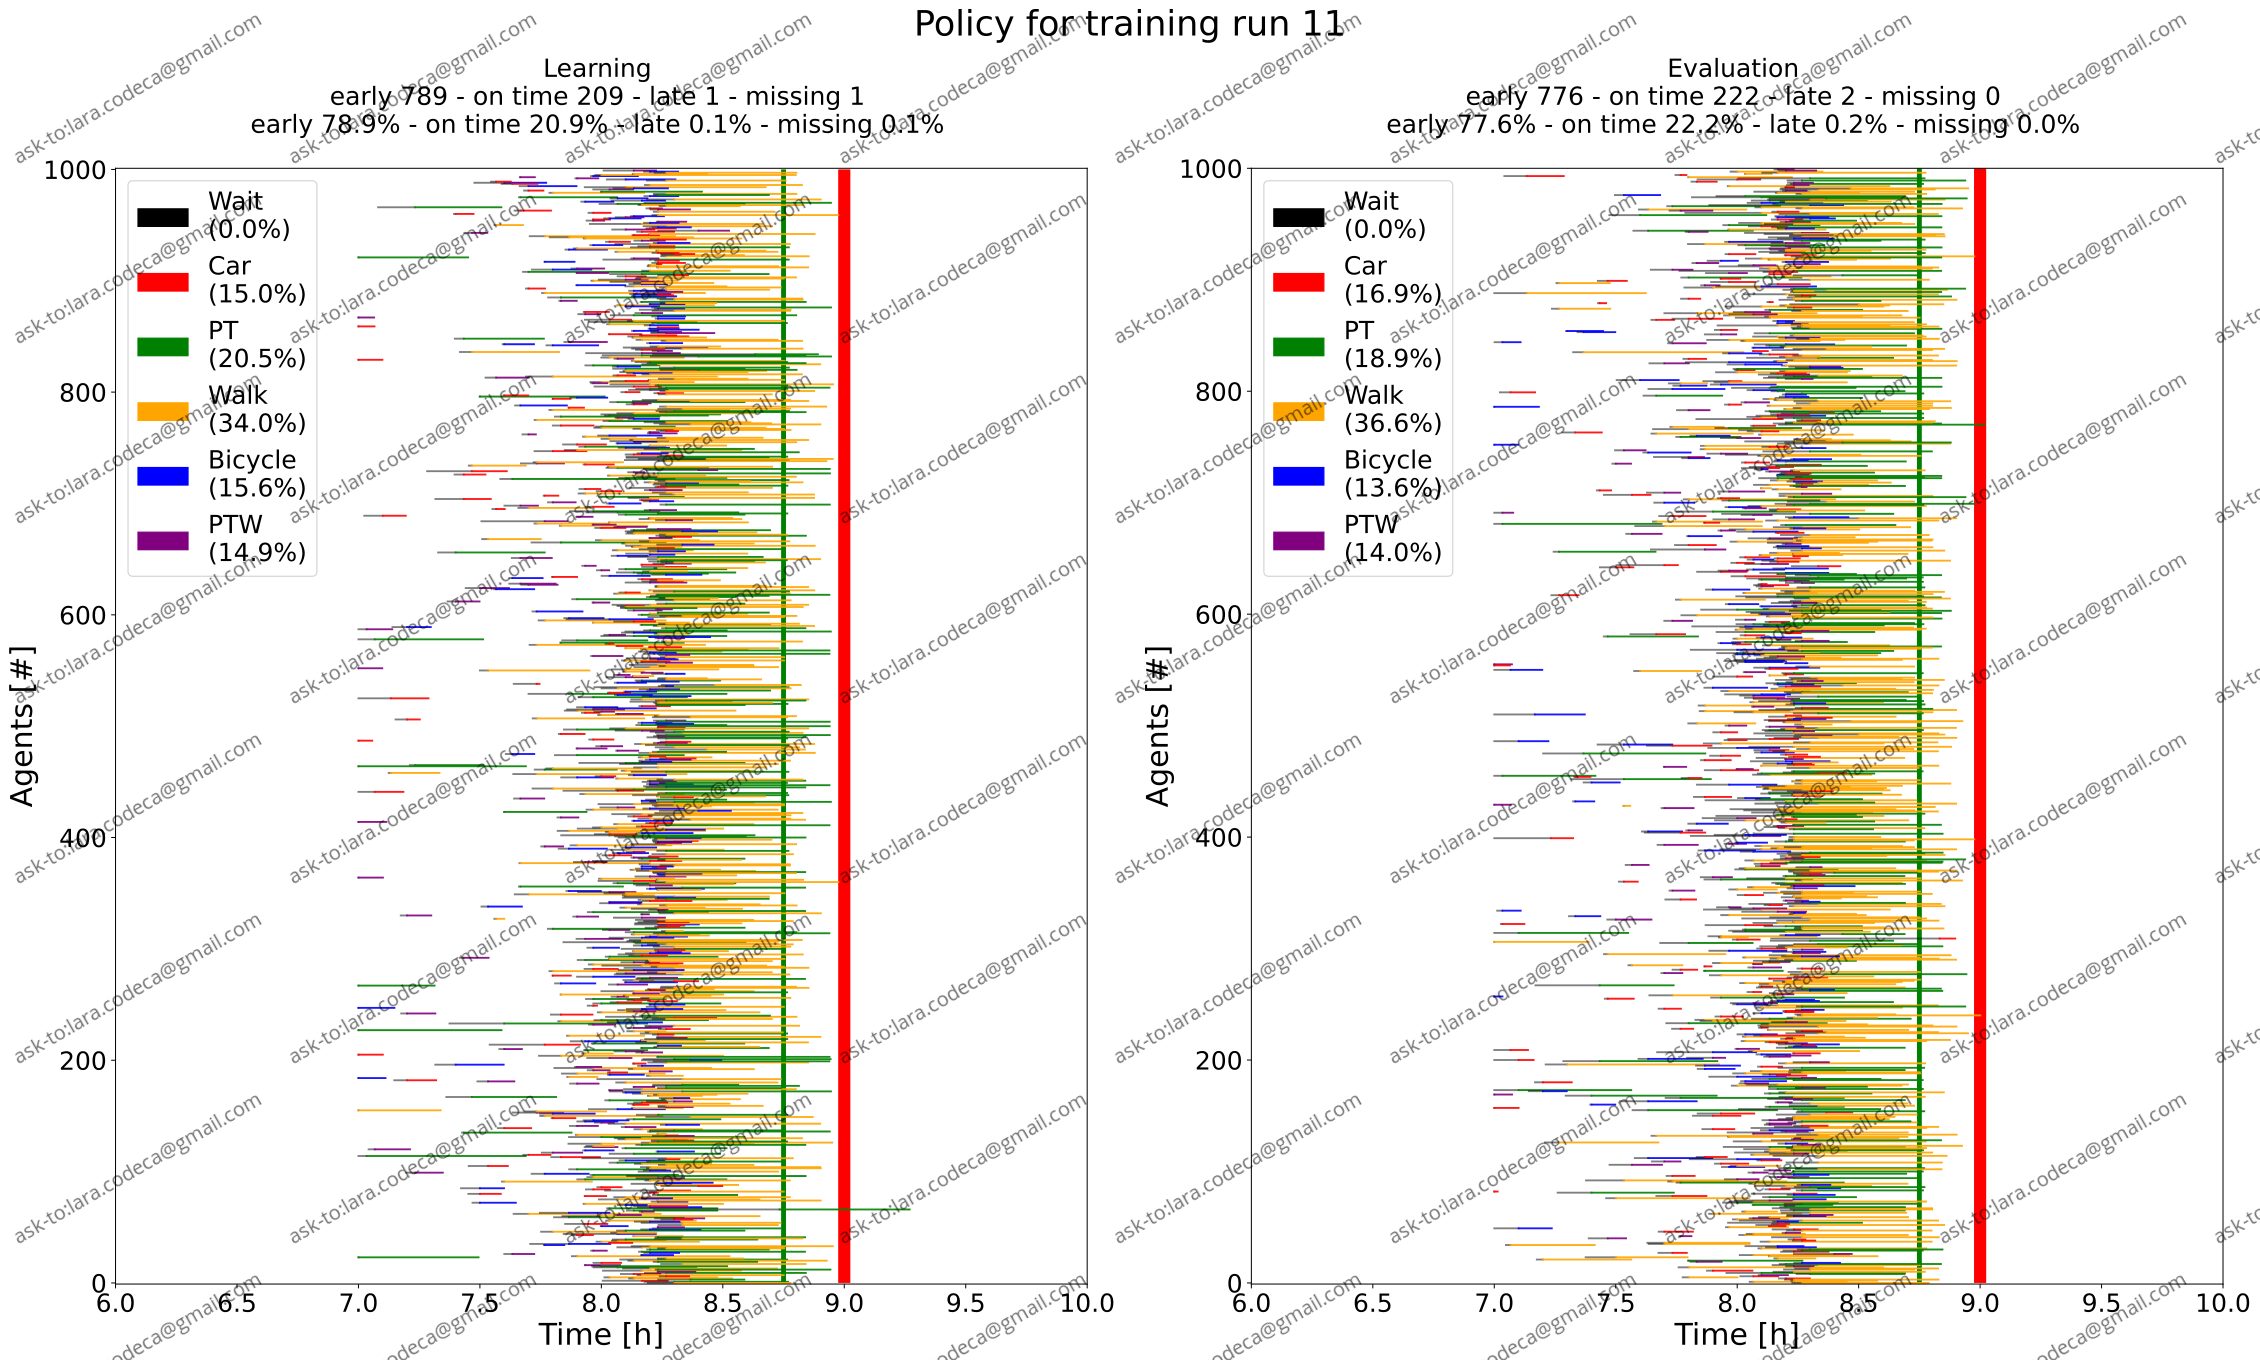 Policy for training run 11
Learning
early 789 - on time 209 - late 1 - missing 1
early 78.9% - on time 20.9% - late 0.1% - missing 0.1%
1000
800
600
400
200
0
Agents [#]
Wait
(0.0%)
Car
(15.0%)
PT
(20.5%)
Walk
(34.0%)
Bicycle
(15.6%)
PTW
(14.9%)
6.0 6.5 7.0 7.5 8.0 8.5 9.0 9.5 10.0
Time [h]
Evaluation
early 776 - on time 222 - late 2 - missing 0
early 77.6% - on time 22.2% - late 0.2% - missing 0.0%
1000
800
600
400
200
0
Agents [#]
Wait
(0.0%)
Car
(16.9%)
PT
(18.9%)
Walk
(36.6%)
Bicycle
(13.6%)
PTW
(14.0%)
6.0 6.5 7.0 7.5 8.0 8.5 9.0 9.5 10.0
Time [h]
ask-to:lara.codeca@gmail.com